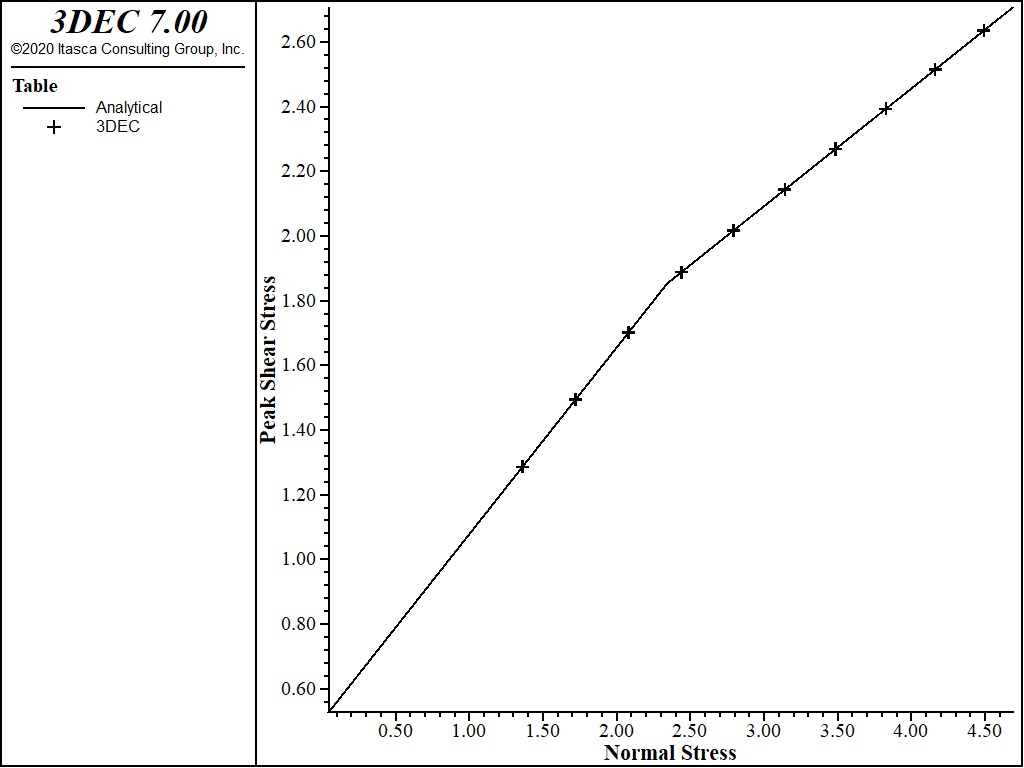 3DEC 7.00
©2020 Itasca Consulting Group, Inc.
Table
Analytical
3DEC
Peak Shear Stress
2.60
2.40
2.20
2.00
1.80
1.60
1.40
1.20
1.00
0.80
0.60
0.50 1.00 1.50 2.00 2.50 3.00 3.50 4.00 4.50
Normal Stress